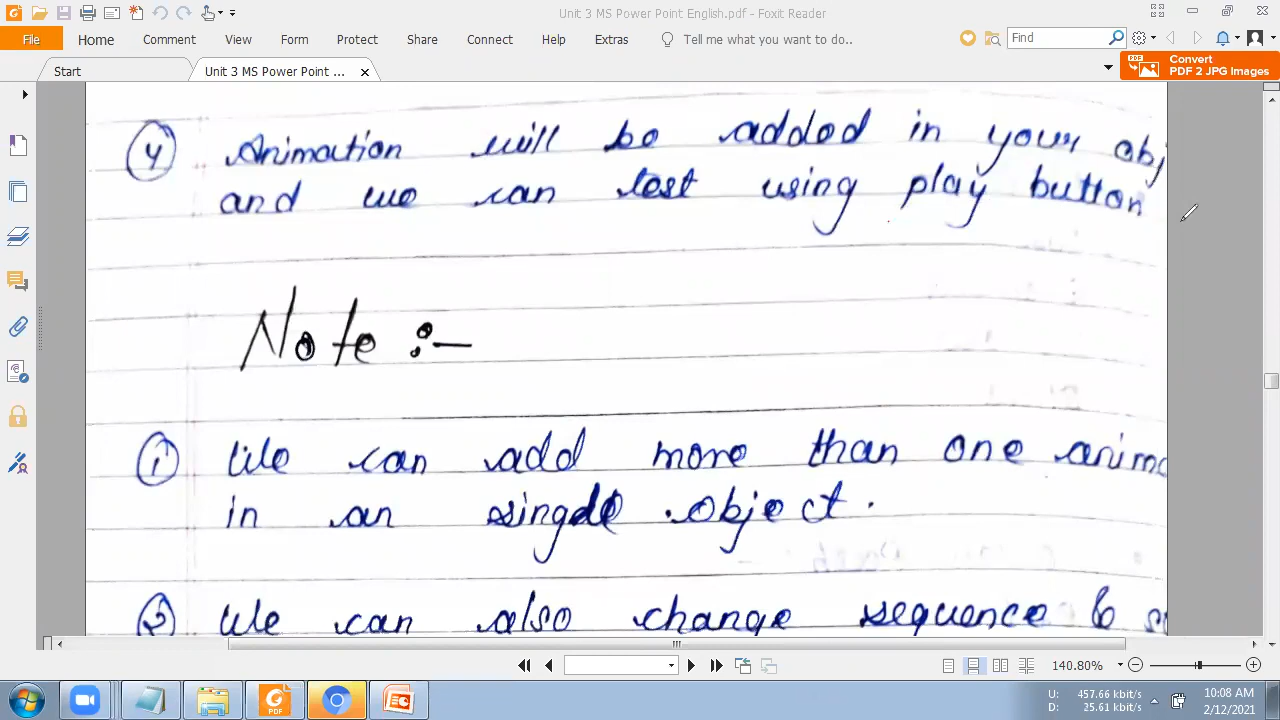 Unit 3 MS Power Point English.pdf - Foxit Reader
File Home Comment View Form Protect Share Connect Help Extras Tell me what you want to do.. Find
Start Unit 3 MS Power Point ... Convert
PDF 2 JPG Images
4 Animation will be added in your obj
and we can test using play button
Note :-
1 We can add more than one anima
in an single object.
2 We can also change sequence
140.80%
U: 457.66 kbit/s
D: 25.61 kbit/s
10:08 AM
2/12/2021